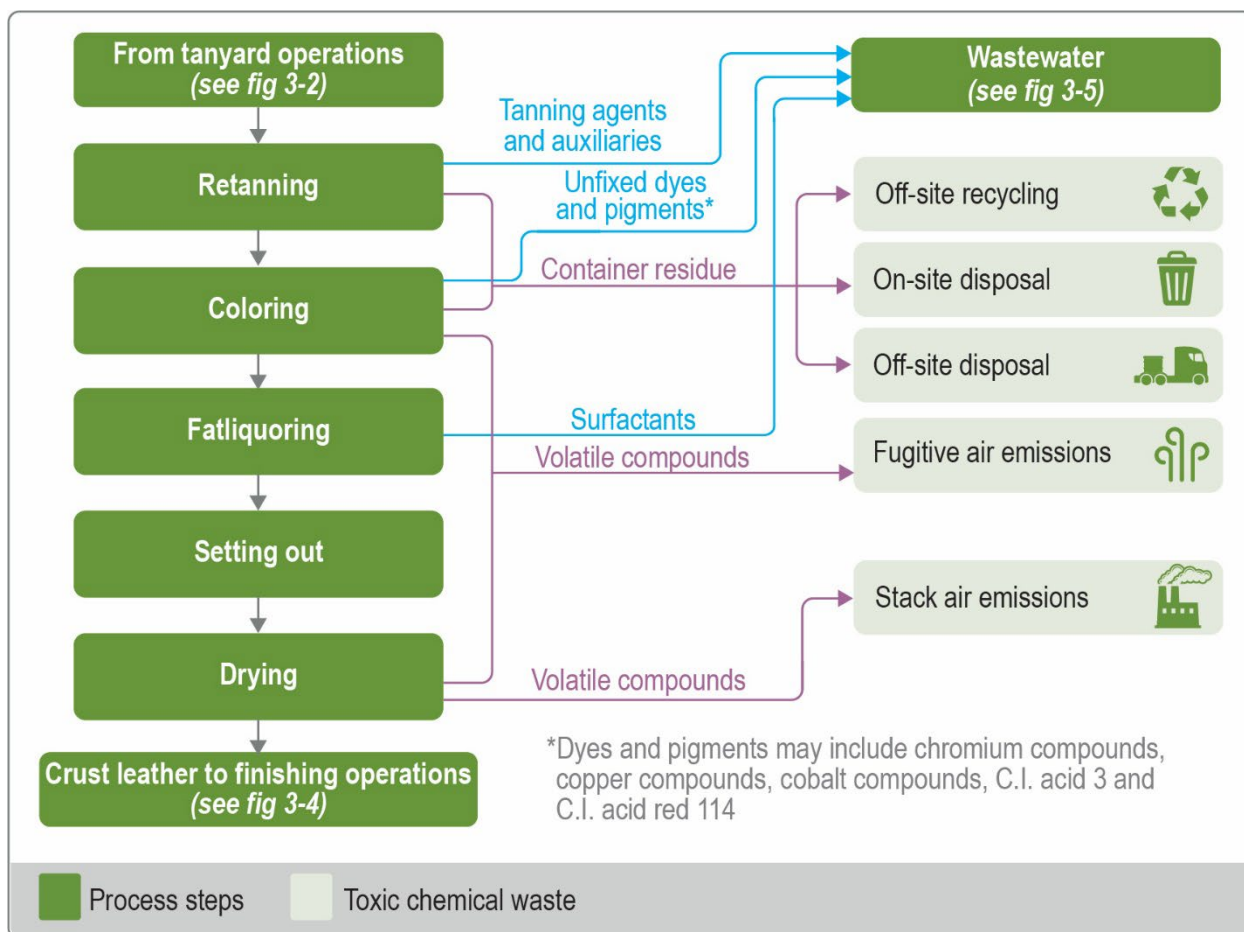 From tanyard operations
(see fig 3-2)
Retanning
Coloring
Fatliquoring
Setting out
Drying
Crust leather to finishing operations
(see fig 3-4)
Tanning agents
and auxiliaries
Unfixed dyes
and pigments*
Container residue
Surfactants
Volatile compounds
Volatile compounds
Wastewater
(see fig 3-5)
Off-site recycling
On-site disposal
Off-site disposal
Fugitive air emissions
Stack air emissions
*Dyes and pigments may include chromium compounds,
copper compounds, cobalt compounds, C.I. acid 3 and
C.I. acid red 114
Process steps
Toxic chemical waste